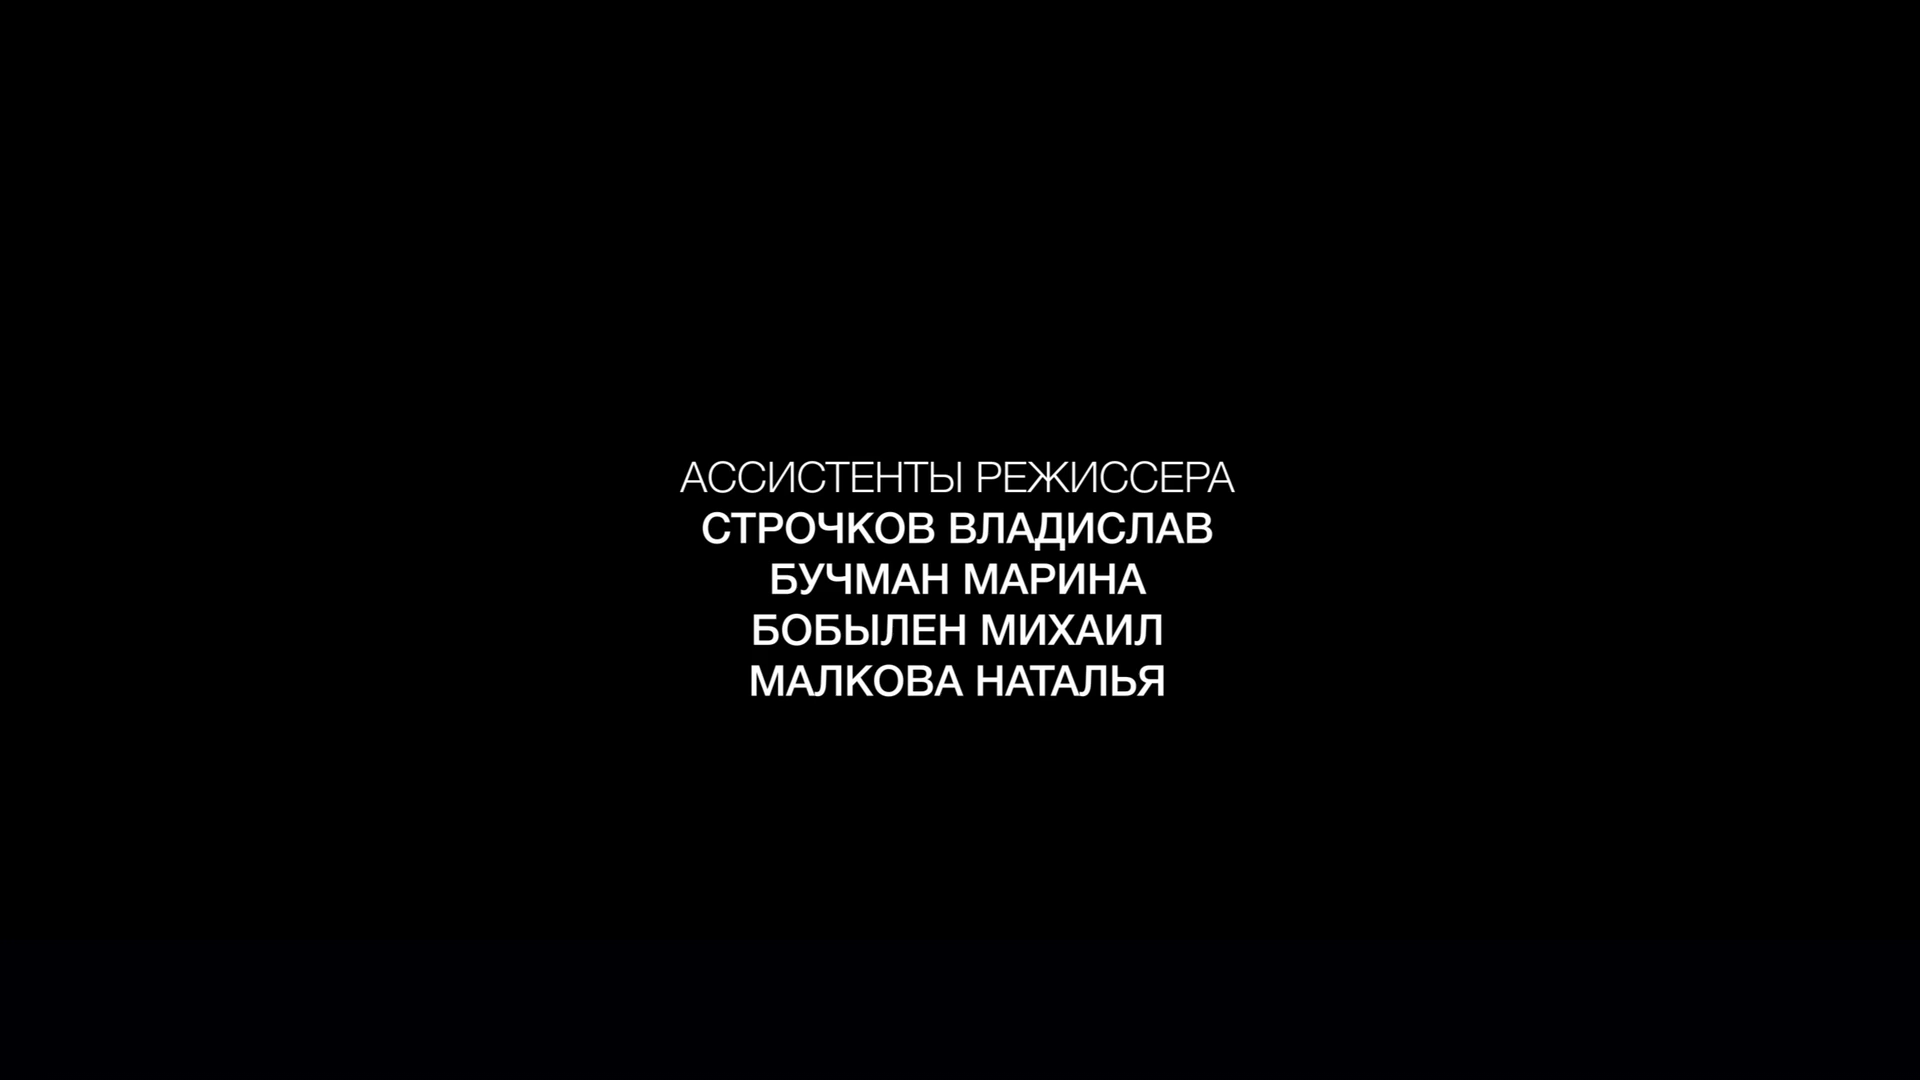 АССИСТЕНТЫ РЕЖИССЕРА
СТРОЧКОВ ВЛАДИСЛАВ
БУЧМАН МАРИНА
БОБЫЛЕН МИХАИЛ
МАЛКОВА НАТАЛЬЯ